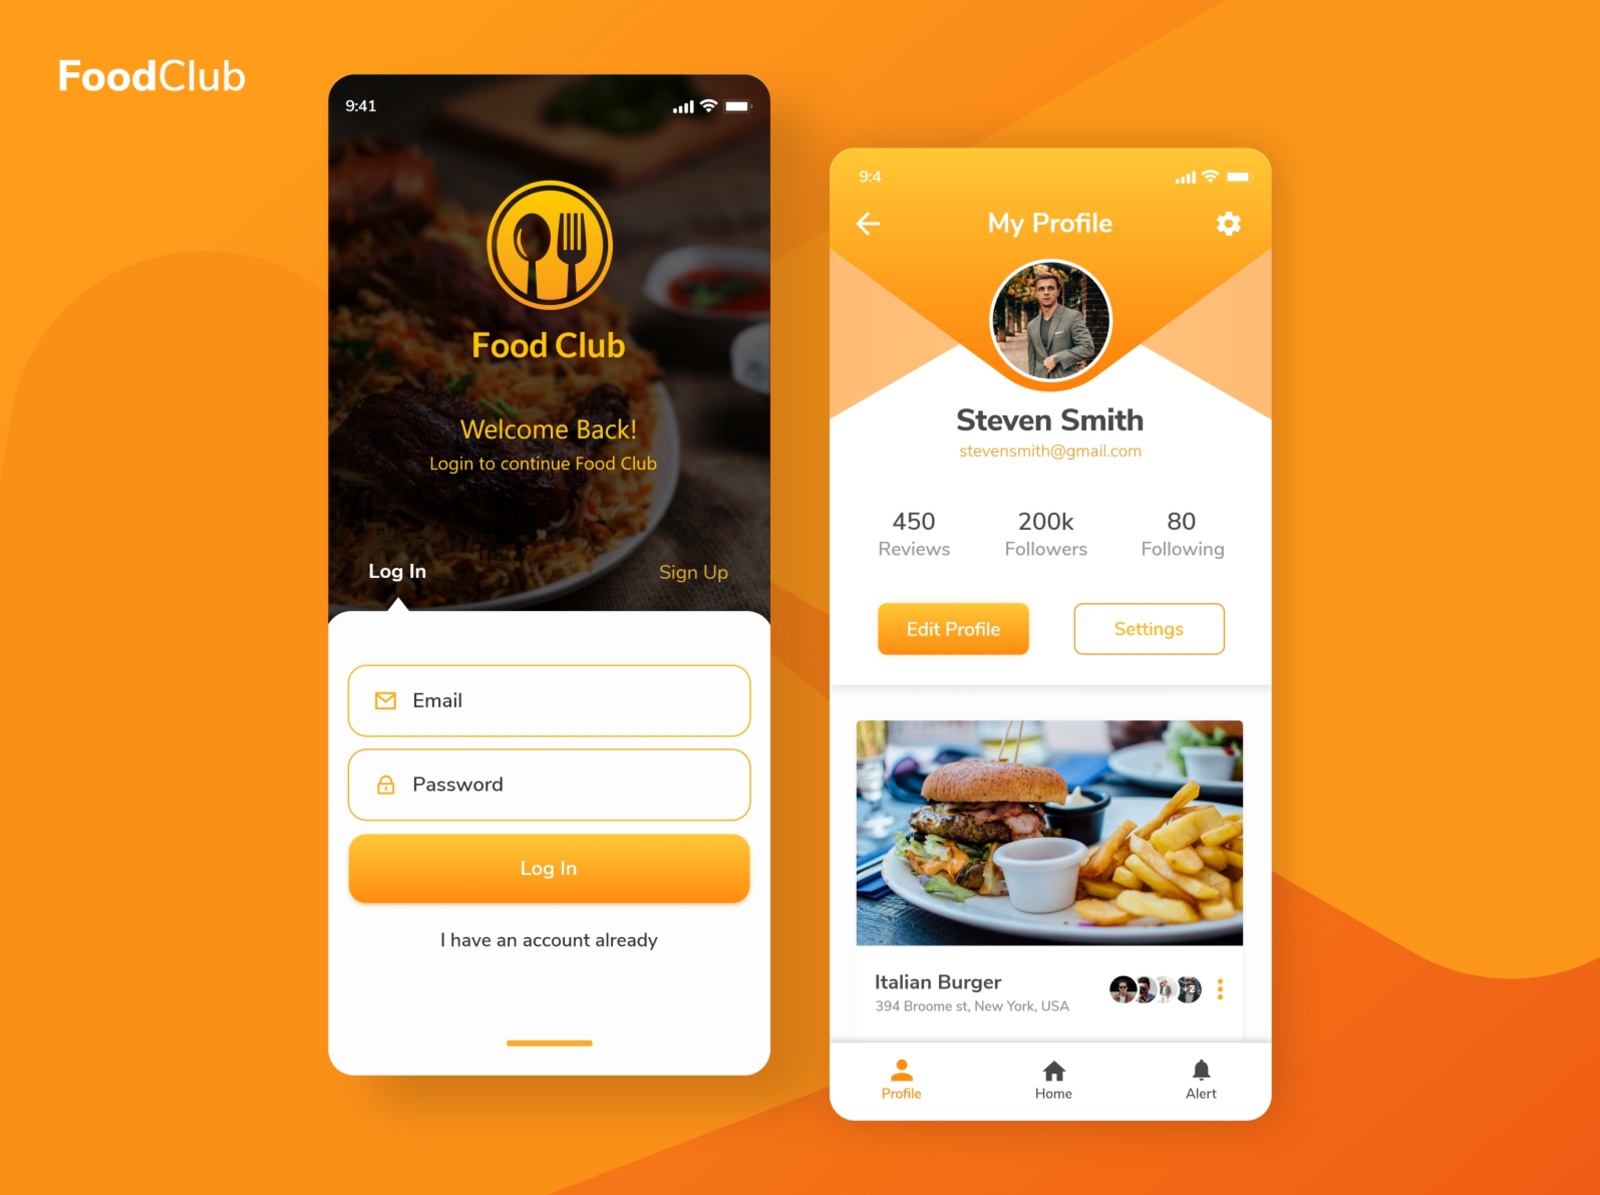 FoodClub
9:41
Food Club
Welcome Back!
Login to continue Food Club
Log In
Sign Up
Email
Password
Log In
I have an account already
9:4
My Profile
Steven Smith
stevensmith@gmail.com
450
Reviews
200k
Followers
80
Following
Edit Profile
Settings
Italian Burger
394 Broome st, New York, USA
+2
Profile
Home
Alert